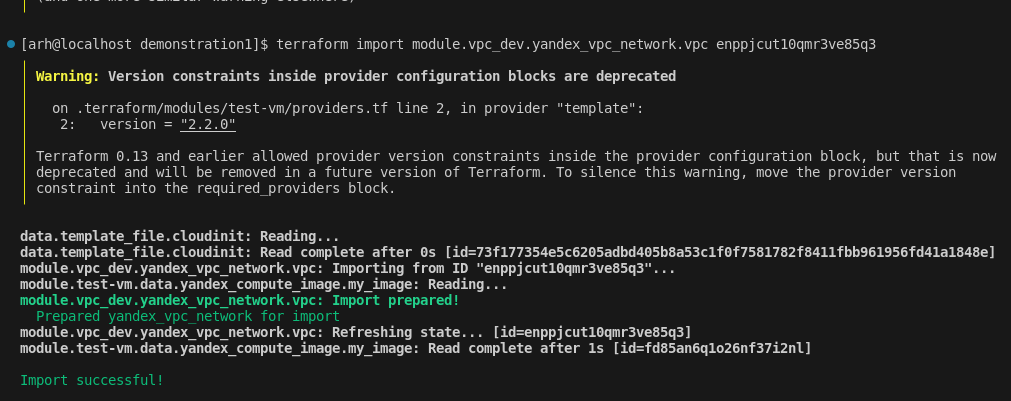 [arh@localhost demonstration1]$ terraform import module.vpc_dev.yandex_vpc_network.vpc enppjcut10qmr3ve85q3
Warning: Version constraints inside provider configuration blocks are deprecated
on .terraform/modules/test-vm/providers.tf line 2, in provider "template":
2:   version = "2.2.0"
Terraform 0.13 and earlier allowed provider version constraints inside the provider configuration block, but that is now
deprecated and will be removed in a future version of Terraform. To silence this warning, move the provider version
constraint into the required_providers block.
data.template_file.cloudinit: Reading...
data.template_file.cloudinit: Read complete after 0s [id=73f177354e5c6205adbd405b8a53c1f0f7581782f8411fbb961956fd41a1848e]
module.vpc_dev.yandex_vpc_network.vpc: Importing from ID "enppjcut10qmr3ve85q3"...
module.test-vm.data.yandex_compute_image.my_image: Reading...
module.vpc_dev.yandex_vpc_network.vpc: Import prepared!
Prepared yandex_vpc_network for import
module.vpc_dev.yandex_vpc_network.vpc: Refreshing state... [id=enppjcut10qmr3ve85q3]
module.test-vm.data.yandex_compute_image.my_image: Read complete after 1s [id=fd85an6q1o26nf37i2nl]
Import successful!